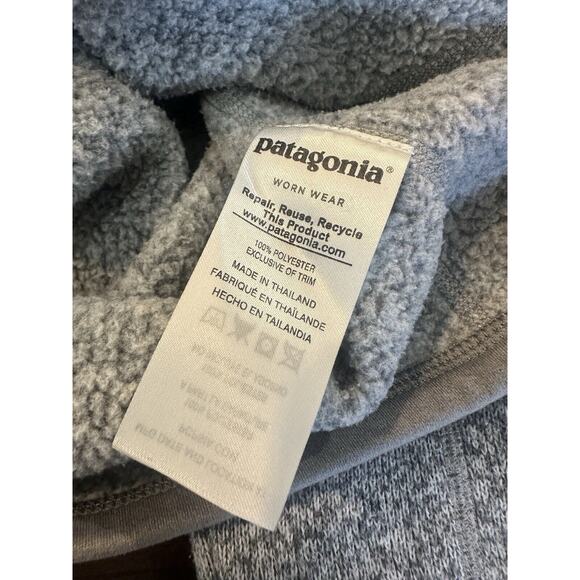 patagonia®
WORN WEAR
Repair, Reuse, Recycle
This Product
www.patagonia.com
100% POLYESTER
EXCLUSIVE OF TRIM
MADE IN THAILAND
FABRIQUÉ EN THAÏLANDE
HECHO EN TAILANDIA